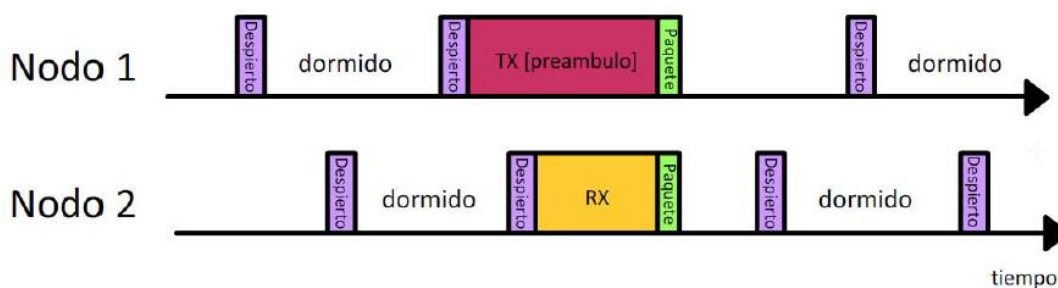 Nodo 1
Despierto
dormido
Despierto
TX [preambulo]
Paquete
Despierto
dormido
Nodo 2
Despierto
dormido
Despierto
RX
Paquete
Despierto
dormido
Despierto
tiempo